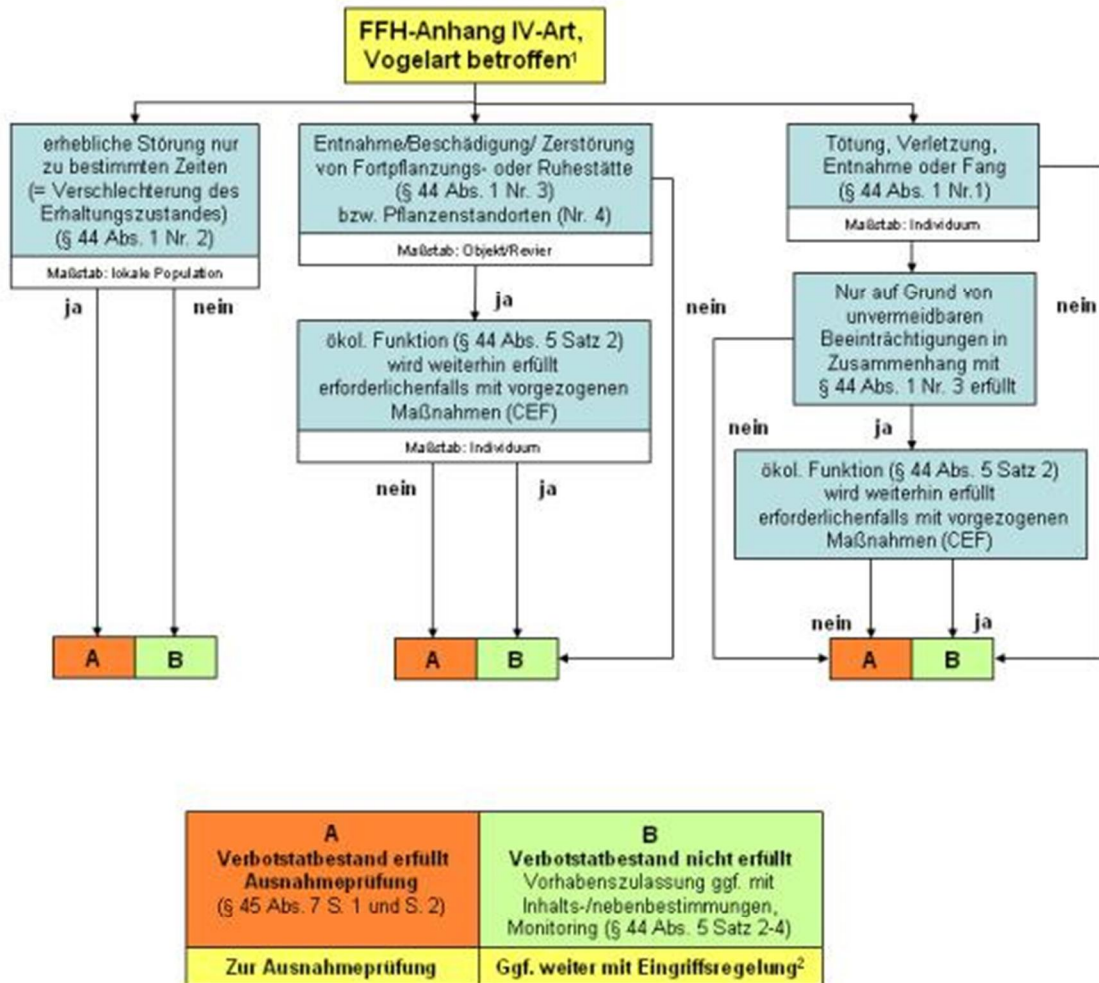 FFH-Anhang IV-Art,
Vogelart betroffen¹
erhebliche Störung nur
zu bestimmten Zeiten
(= Verschlechterung des
Erhaltungszustandes)
(§ 44 Abs. 1 Nr. 2)
Maßstab: lokale Population
ja
nein
A
B
Entnahme/Beschädigung/ Zerstörung
von Fortpflanzungs- oder Ruhestätte
(§ 44 Abs. 1 Nr. 3)
bzw. Pflanzenstandorten (Nr. 4)
Maßstab: Objekt/Revier
ja
nein
ökol. Funktion (§ 44 Abs. 5 Satz 2)
wird weiterhin erfüllt
erforderlichenfalls mit vorgezogenen
Maßnahmen (CEF)
Maßstab: Individuum
nein
ja
A
B
Tötung, Verletzung,
Entnahme oder Fang
(§ 44 Abs. 1 Nr.1)
Maßstab: Individuum
nein
Nur auf Grund von
unvermeidbaren
Beeinträchtigungen in
Zusammenhang mit
§ 44 Abs. 1 Nr. 3 erfüllt
nein
ja
ökol. Funktion (§ 44 Abs. 5 Satz 2)
wird weiterhin erfüllt
erforderlichenfalls mit vorgezogenen
Maßnahmen (CEF)
nein
ja
A
B
A
Verbotstatbestand erfüllt
Ausnahmeprüfung
(§ 45 Abs. 7 S. 1 und S. 2)
Zur Ausnahmeprüfung
B
Verbotstatbestand nicht erfüllt
Vorhabenszulassung ggf. mit
Inhalts-/nebenbestimmungen,
Monitoring (§ 44 Abs. 5 Satz 2-4)
Ggf. weiter mit Eingriffsregelung²